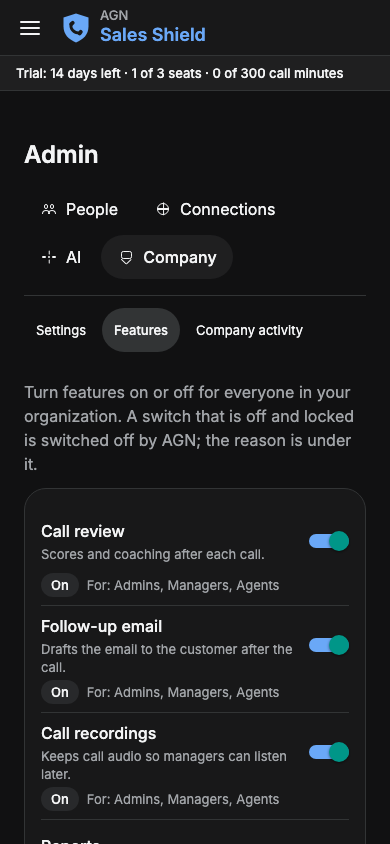 AGN
Sales Shield
Trial: 14 days left · 1 of 3 seats · 0 of 300 call minutes
Admin
People
Connections
AI
Company
Settings
Features
Company activity
Turn features on or off for everyone in your
organization. A switch that is off and locked
is switched off by AGN; the reason is under
it.
Call review
Scores and coaching after each call.
On
For: Admins, Managers, Agents
Follow-up email
Drafts the email to the customer after the
call.
On
For: Admins, Managers, Agents
Call recordings
Keeps call audio so managers can listen
later.
On
For: Admins, Managers, Agents